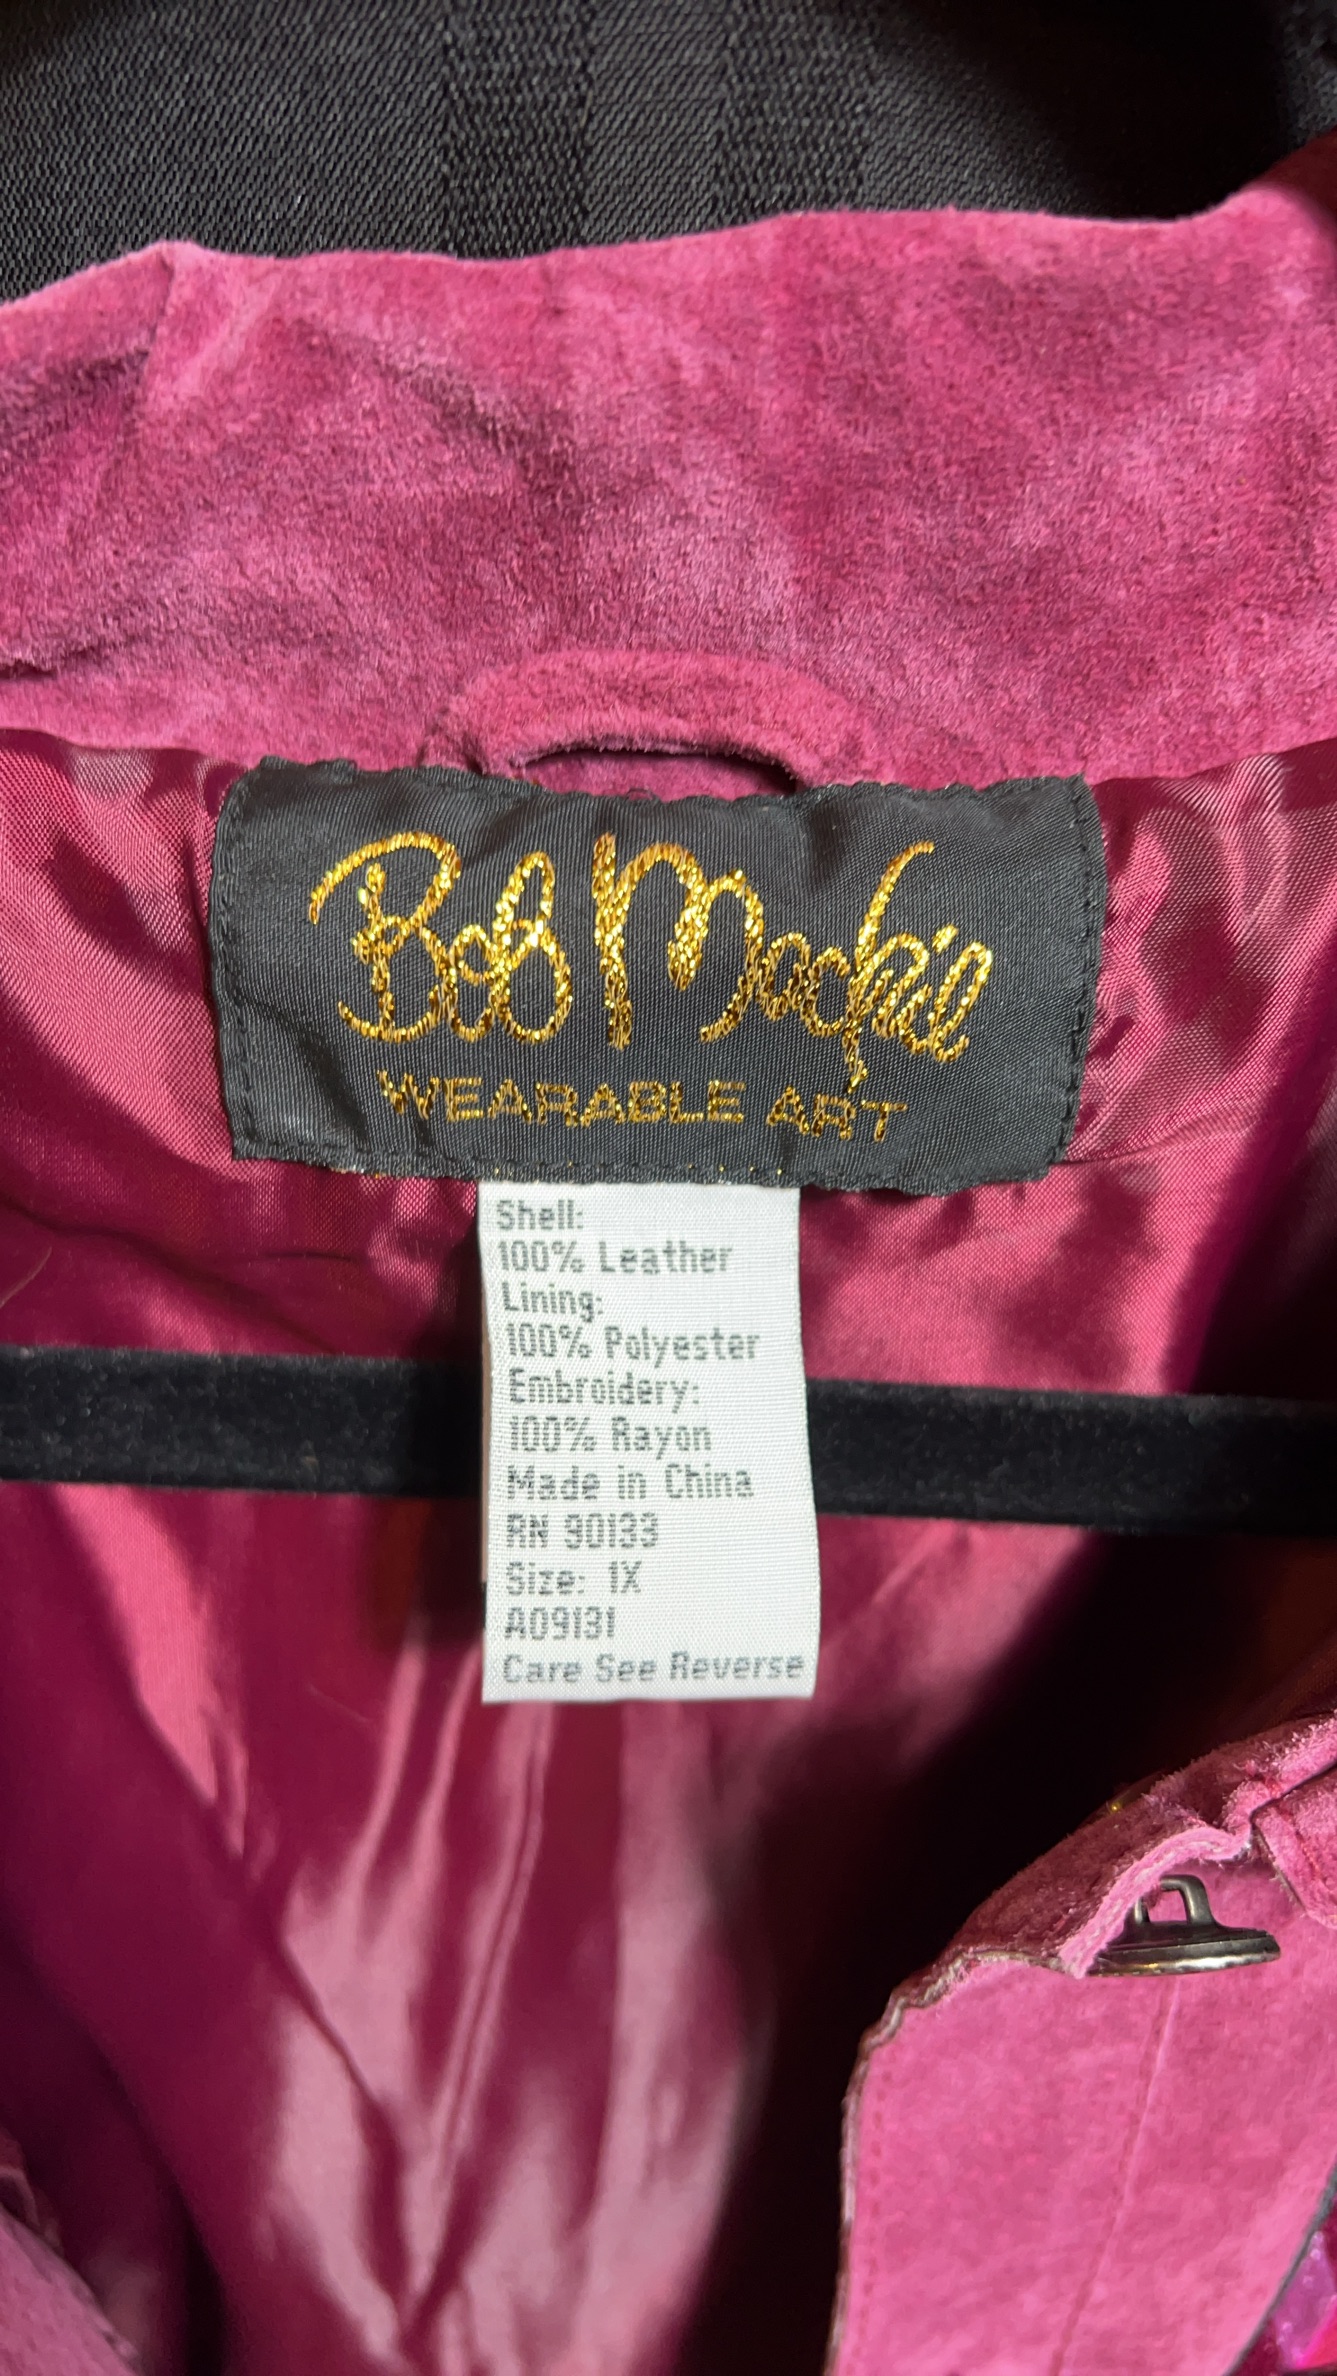 Bob Mackie
WEARABLE ART
Shell:
100% Leather
Lining:
100% Polyester
Embroidery:
100% Rayon
Made in China
RN 90133
Size: 1X
A09131
Care See Reverse